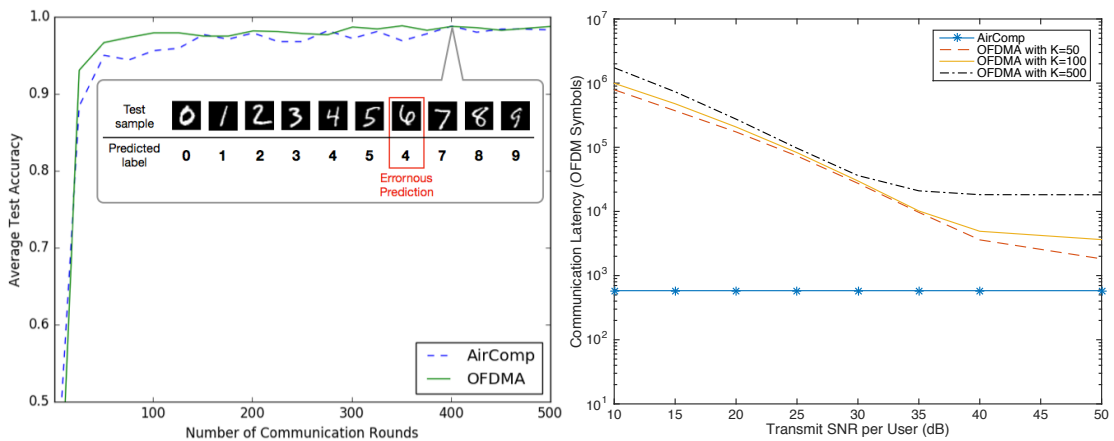 1.0
0.9
0.8
0.7
0.6
0.5
100
200
300
400
500
Average Test Accuracy
Number of Communication Rounds
Test
sample
0 1 2 3 4 5 6 7 8 9
Predicted
label
0 1 2 3 4 5 4 7 8 9
Errornous
Prediction
AirComp
OFDMA
10^7
10^6
10^5
10^4
10^3
10^2
10^1
10 15 20 25 30 35 40 45 50
Communication Latency (OFDM Symbols)
Transmit SNR per User (dB)
AirComp
OFDMA with K=50
OFDMA with K=100
OFDMA with K=500